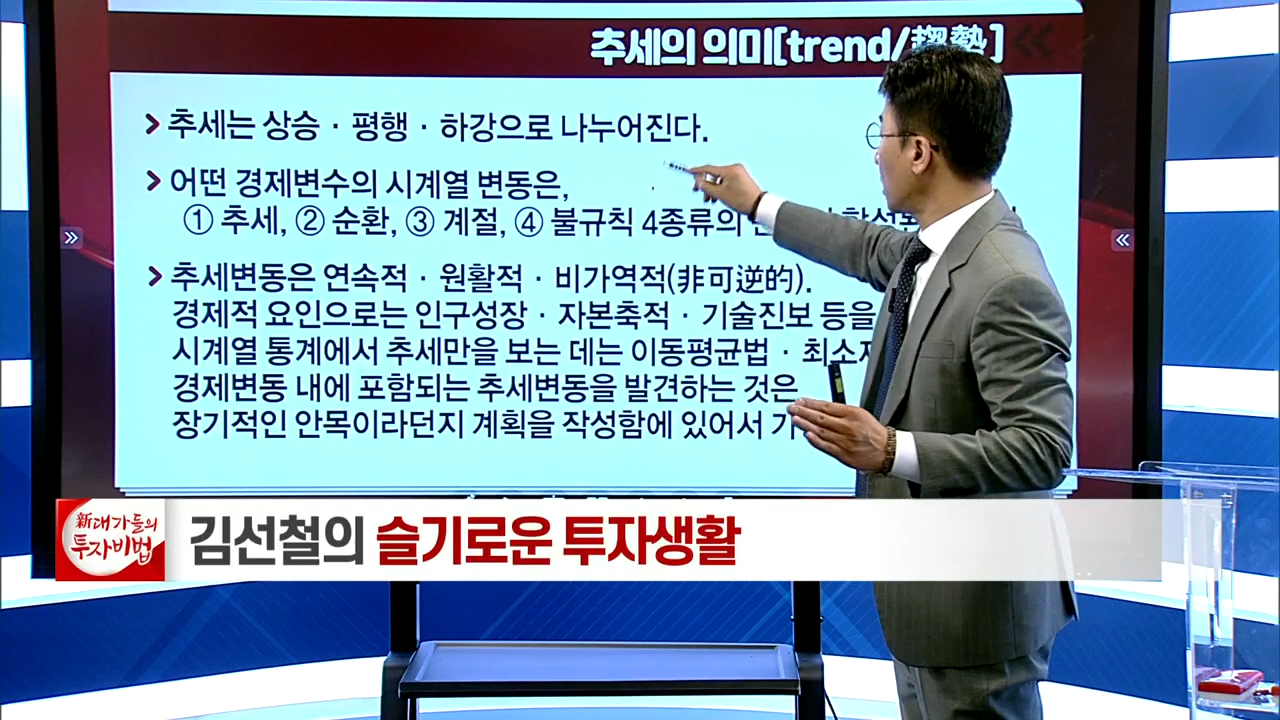 추세의 의미[trend/趨勢]
추세는 상승 · 평행 · 하강으로 나누어진다.
어떤 경제변수의 시계열 변동은,
① 추세, ② 순환, ③ 계절, ④ 불규칙 4종류의
추세변동은 연속적 · 원활적 · 비가역적(非可逆的).
경제적 요인으로는 인구성장 · 자본축적 · 기술진보 등을
시계열 통계에서 추세만을 보는 데는 이동평균법 ·
경제변동 내에 포함되는 추세변동을 발견하는 것은
장기적인 안목이라던지 계획을 작성함에 있어서
新대가들의
투자비법
김선철의 슬기로운 투자생활